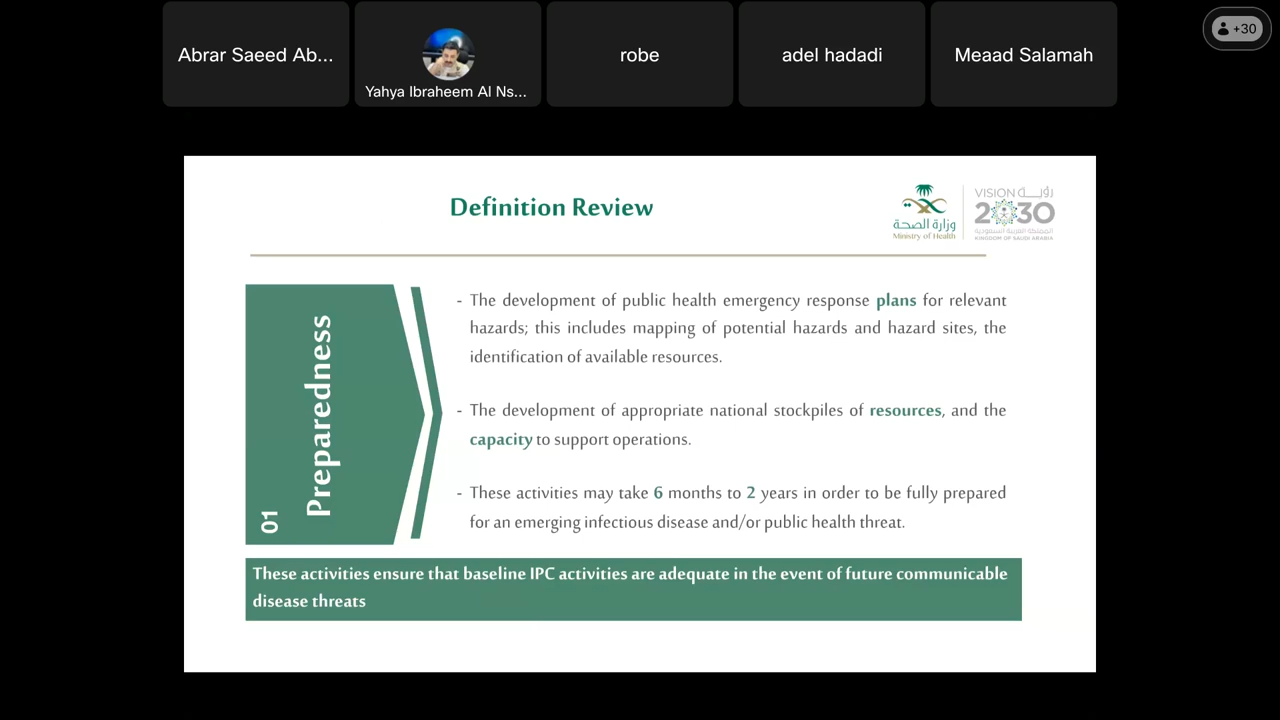 Abrar Saeed Ab...
Yahya Ibraheem Al Ns...
robe
adel hadadi
Meaad Salamah
+30
Definition Review
وزارة الصحة
Ministry of Health
VISION رؤيـــة
2030
المملكة العربية السعودية
KINGDOM OF SAUDI ARABIA
01
Preparedness
- The development of public health emergency response plans for relevant
hazards; this includes mapping of potential hazards and hazard sites, the
identification of available resources.
- The development of appropriate national stockpiles of resources, and the
capacity to support operations.
- These activities may take 6 months to 2 years in order to be fully prepared
for an emerging infectious disease and/or public health threat.
These activities ensure that baseline IPC activities are adequate in the event of future communicable
disease threats